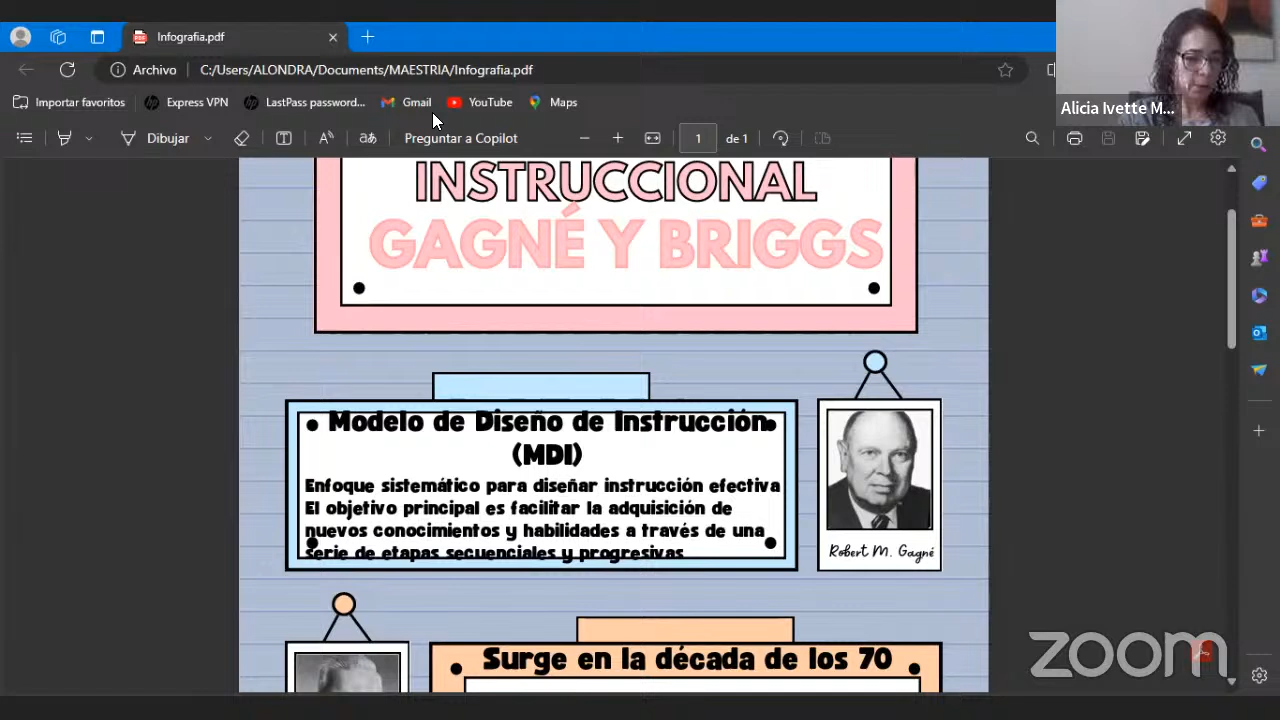 Infografia.pdf
Archivo
C:/Users/ALONDRA/Documents/MAESTRIA/Infografia.pdf
Alicia Ivette M...
Importar favoritos
Express VPN
LastPass password...
Gmail
YouTube
Maps
Dibujar
Preguntar a Copilot
1
de 1
INSTRUCCIONAL
GAGNÉ Y BRIGGS
Modelo de Diseño de Instrucción
(MDI)
Enfoque sistemático para diseñar instrucción efectiva
El objetivo principal es facilitar la adquisición de
nuevos conocimientos y habilidades a través de una
serie de etapas secuenciales y progresivas
Robert M. Gagné
Surge en la década de los 70
zoom